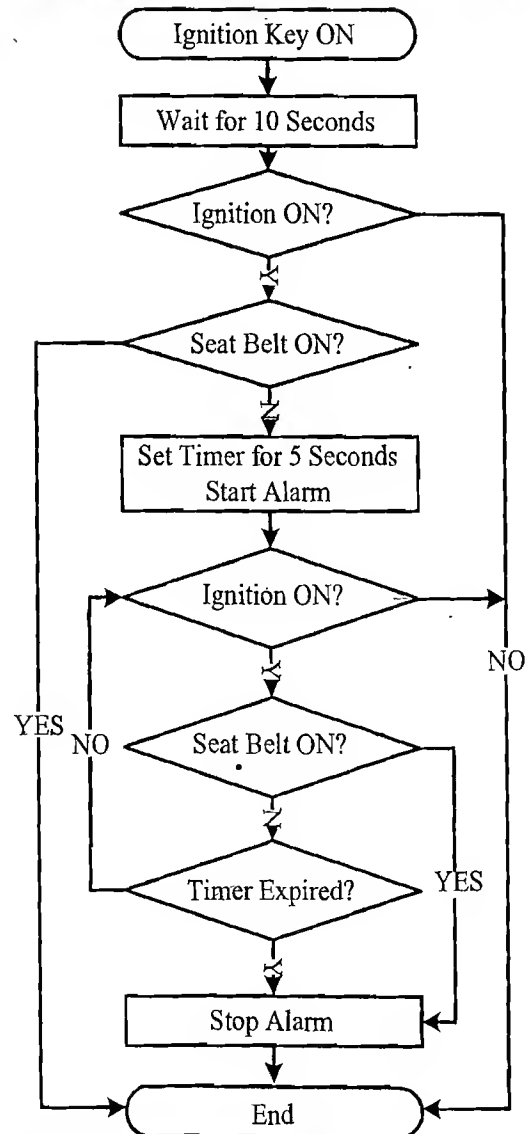 Ignition Key ON
Wait for 10 Seconds
Ignition ON?
Y
Seat Belt ON?
N
Set Timer for 5 Seconds
Start Alarm
Ignition ON?
NO
Y
YES
NO
Seat Belt ON?
N
Timer Expired?
YES
Y
Stop Alarm
End